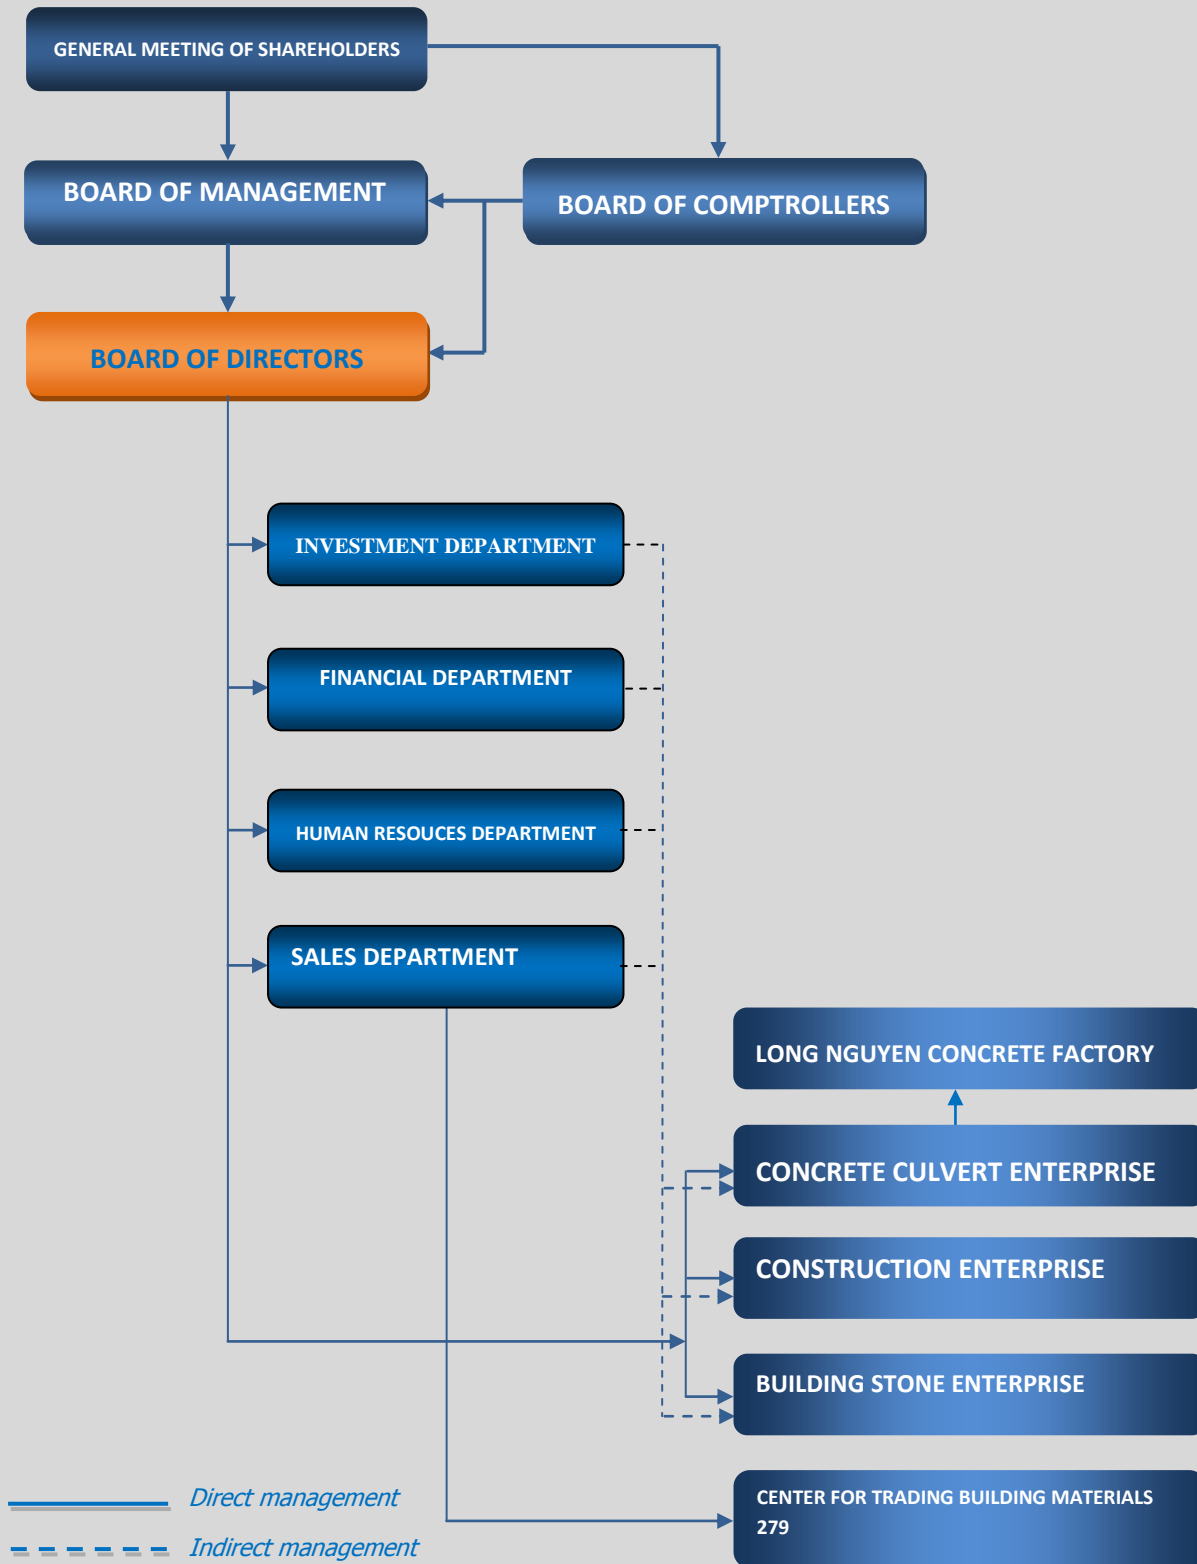 GENERAL MEETING OF SHAREHOLDERS
BOARD OF MANAGEMENT
BOARD OF COMPTROLLERS
BOARD OF DIRECTORS
INVESTMENT DEPARTMENT
FINANCIAL DEPARTMENT
HUMAN RESOUCES DEPARTMENT
SALES DEPARTMENT
LONG NGUYEN CONCRETE FACTORY
CONCRETE CULVERT ENTERPRISE
CONSTRUCTION ENTERPRISE
BUILDING STONE ENTERPRISE
CENTER FOR TRADING BUILDING MATERIALS
279
Direct management
Indirect management